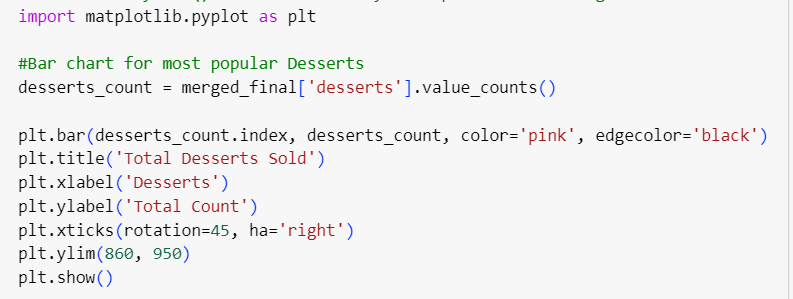 import matplotlib.pyplot as plt
#Bar chart for most popular Desserts
desserts_count = merged_final['desserts'].value_counts()
plt.bar(desserts_count.index, desserts_count, color='pink', edgecolor='black')
plt.title('Total Desserts Sold')
plt.xlabel('Desserts')
plt.ylabel('Total Count')
plt.xticks(rotation=45, ha='right')
plt.ylim(860, 950)
plt.show()